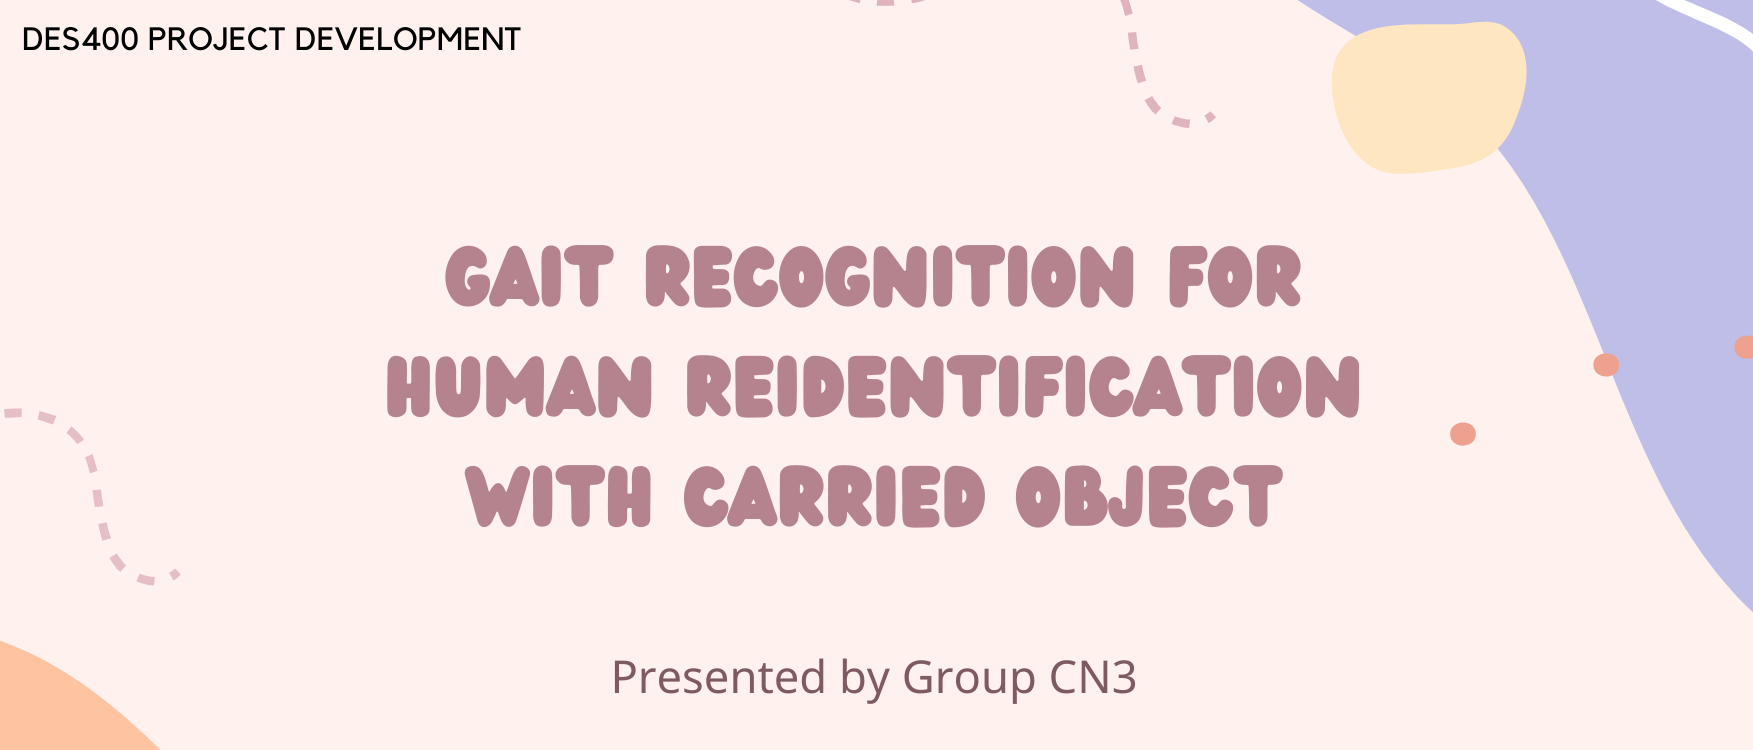 DES400 PROJECT DEVELOPMENT
GAIT RECOGNITION FOR
HUMAN REIDENTIFICATION
WITH CARRIED OBJECT
Presented by Group CN3